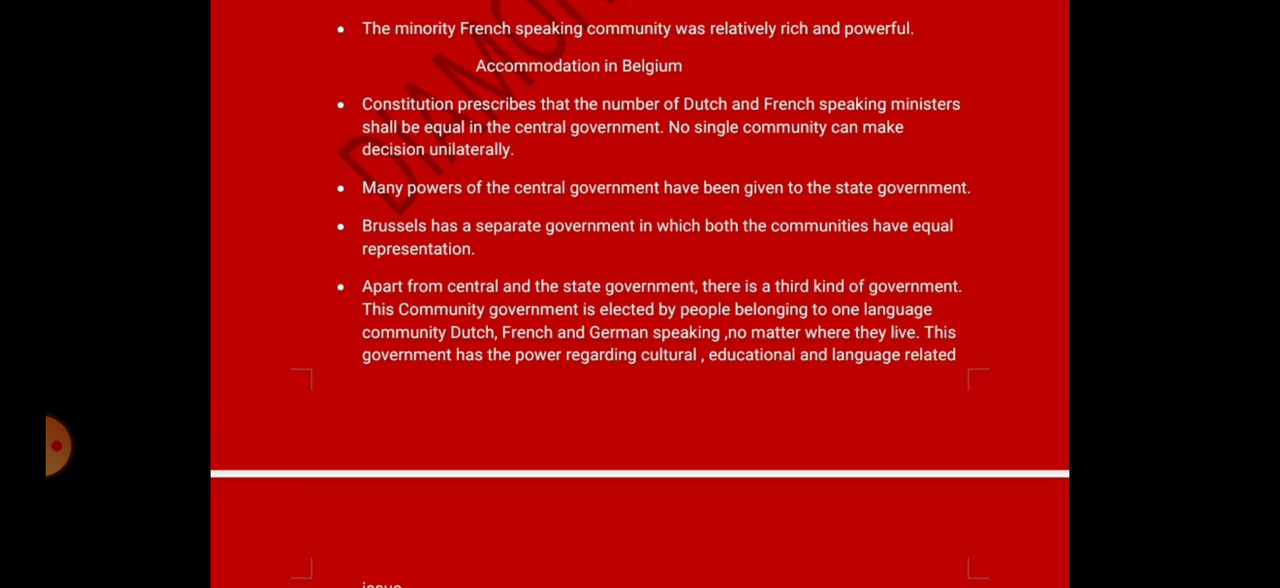 The minority French speaking community was relatively rich and powerful.
Accommodation in Belgium
Constitution prescribes that the number of Dutch and French speaking ministers
shall be equal in the central government. No single community can make
decision unilaterally.
Many powers of the central government have been given to the state government.
Brussels has a separate government in which both the communities have equal
representation.
Apart from central and the state government, there is a third kind of government.
This Community government is elected by people belonging to one language
community Dutch, French and German speaking ,no matter where they live. This
government has the power regarding cultural , educational and language related